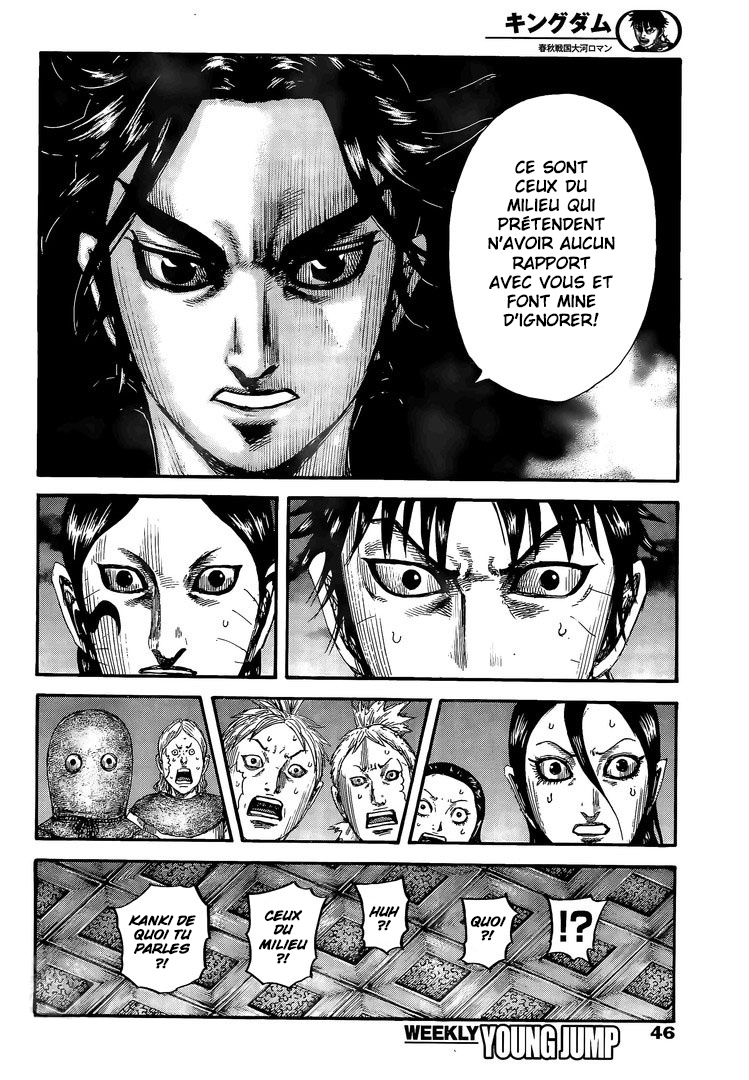 キングダム
春秋戦国大河ロマン
CE SONT
CEUX DU
MILIEU QUI
PRÉTENDENT
N'AVOIR AUCUN
RAPPORT
AVEC VOUS ET
FONT MINE
D'IGNORER!
!?
QUOI
?!
HUH
?!
CEUX
DU
MILIEU
?!
KANKI DE
QUOI TU
PARLES
?!
WEEKLY YOUNG JUMP 46